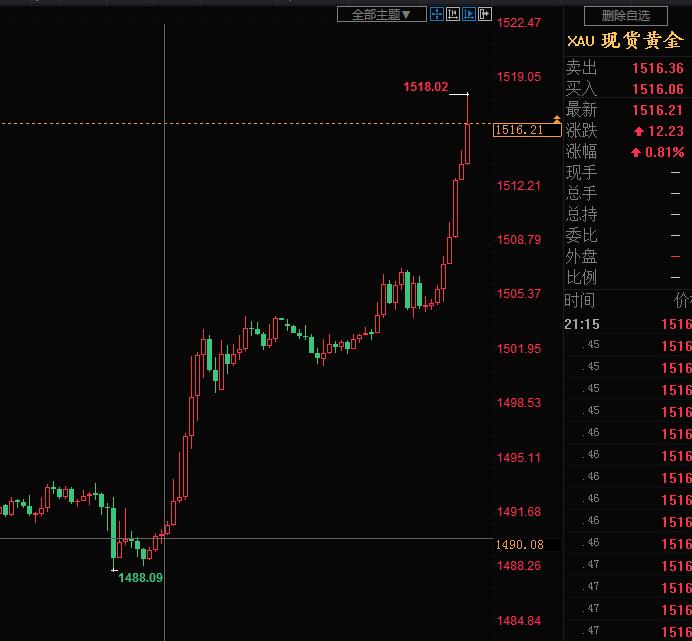 全部主题▼
1522.47
1519.05
1518.02
1516.21
1512.21
1508.79
1505.37
1501.95
1498.53
1495.11
1491.68
1490.08
1488.26
1488.09
1484.84
删除自选
XAU 现货黄金
卖出 1516.36
买入 1516.06
最新 1516.21
涨跌 12.23
涨幅 0.81%
现手 —
总手 —
总持 —
委比 —
外盘 —
比例 —
时间
21:15 1516
.45 1516
.45 1516
.45 1516
.45 1516
.46 1516
.46 1516
.46 1516
.46 1516
.46 1516
.46 1516
.47 1516
.47 1516
.47 1516
.47 1516